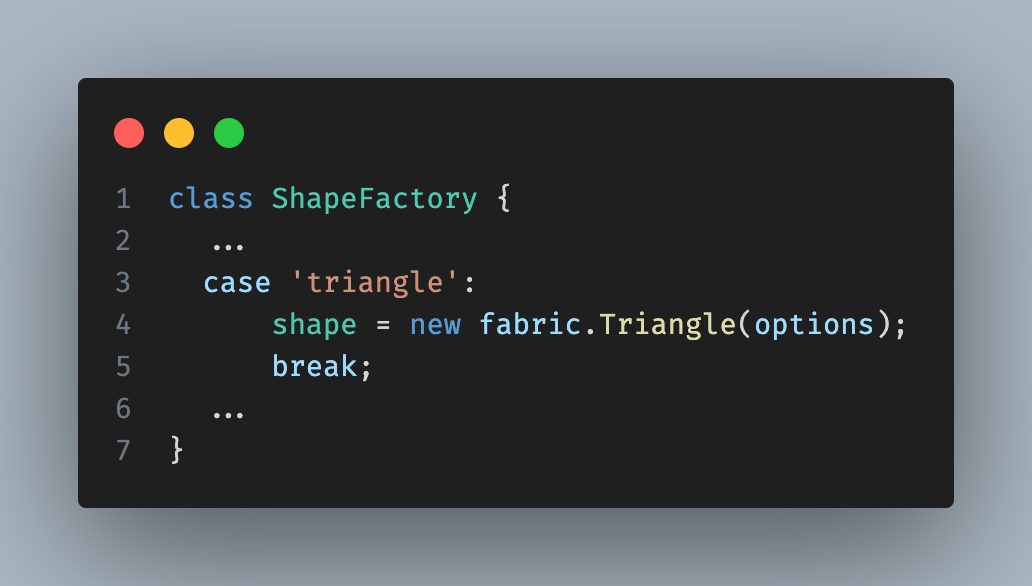 1 class ShapeFactory {
2 ...
3 case 'triangle':
4 shape = new fabric.Triangle(options);
5 break;
6 ...
7 }